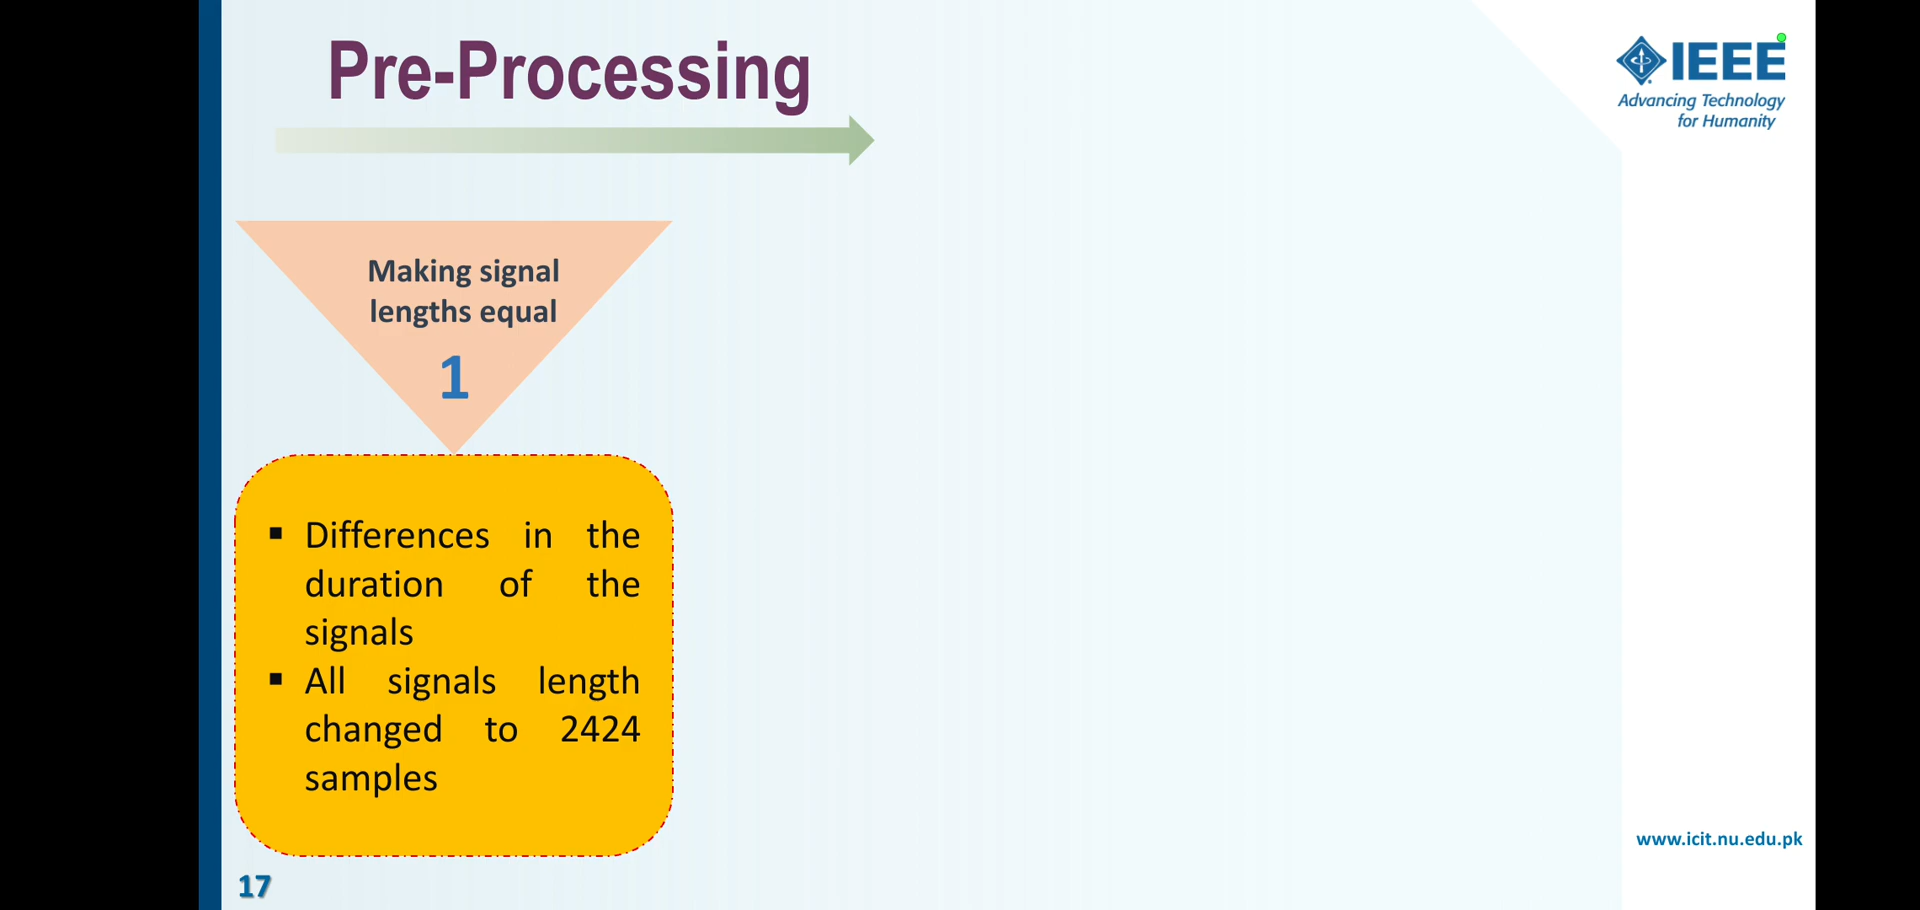 Pre-Processing
IEEE
Advancing Technology
for Humanity
Making signal
lengths equal
1
▪ Differences in the
duration of the
signals
▪ All signals length
changed to 2424
samples
www.icit.nu.edu.pk
17